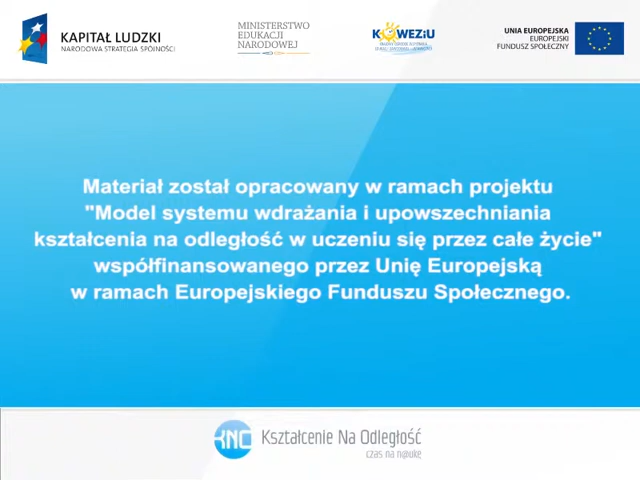 KAPITAŁ LUDZKI
NARODOWA STRATEGIA SPÓJNOŚCI
MINISTERSTWO
EDUKACJI
NARODOWEJ
KOWEZiU
UNIA EUROPEJSKA
EUROPEJSKI
FUNDUSZ SPOŁECZNY
Materiał został opracowany w ramach projektu
"Model systemu wdrażania i upowszechniania
kształcenia na odległość w uczeniu się przez całe życie"
współfinansowanego przez Unię Europejską
w ramach Europejskiego Funduszu Społecznego.
KNO Kształcenie Na Odległość
czas na n@ukę